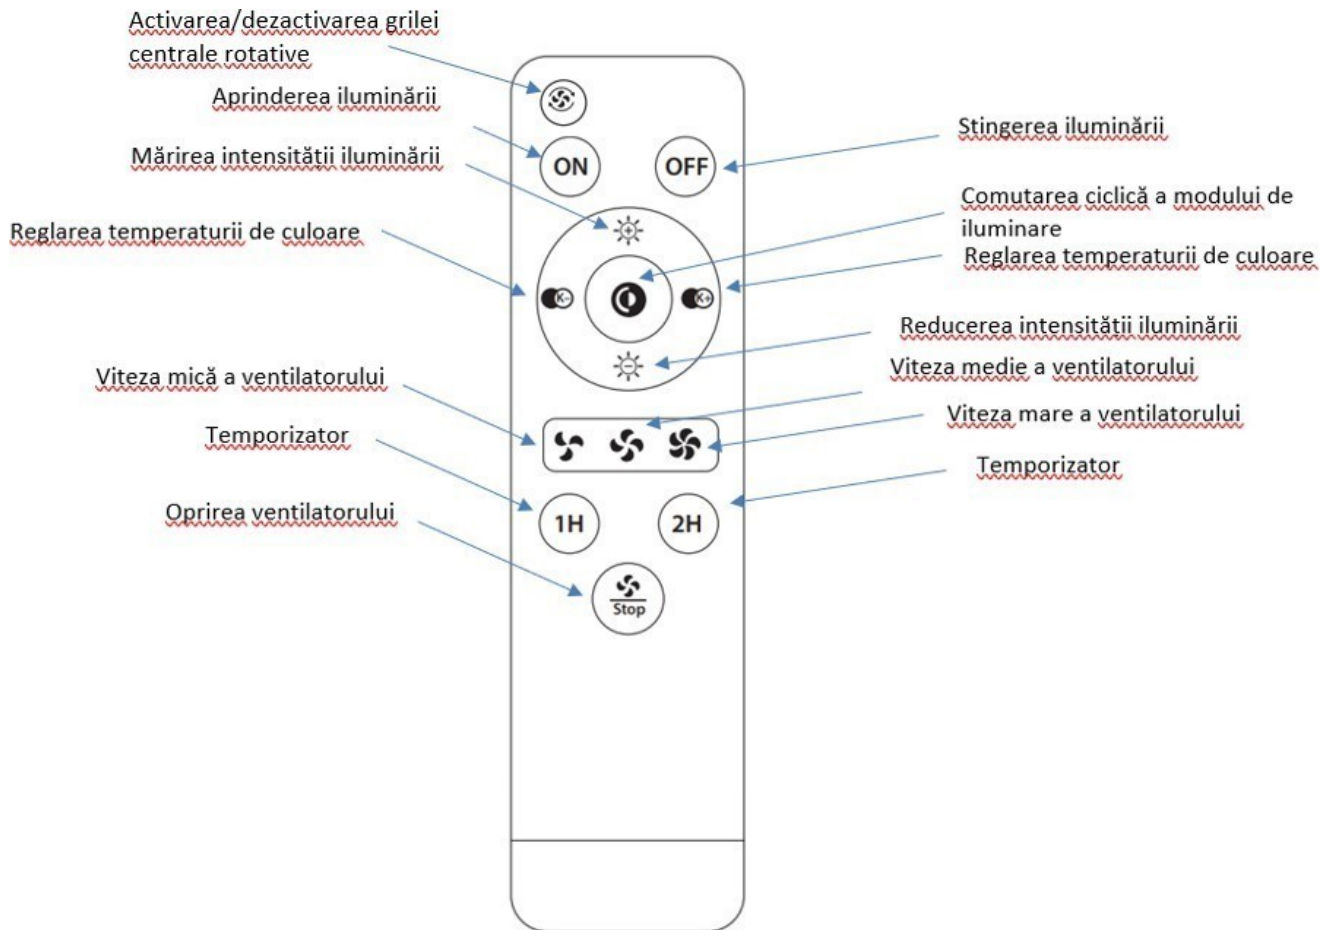 Activarea/dezactivarea grilei
centrale rotative
Aprinderea iluminării
Mărirea intensității iluminării
Reglarea temperaturii de culoare
Viteza mică a ventilatorului
Temporizator
Oprirea ventilatorului
ON
OFF
K-
K+
1H
2H
Stop
Stingerea iluminării
Comutarea ciclică a modului de
iluminare
Reglarea temperaturii de culoare
Reducerea intensității iluminării
Viteza medie a ventilatorului
Viteza mare a ventilatorului
Temporizator